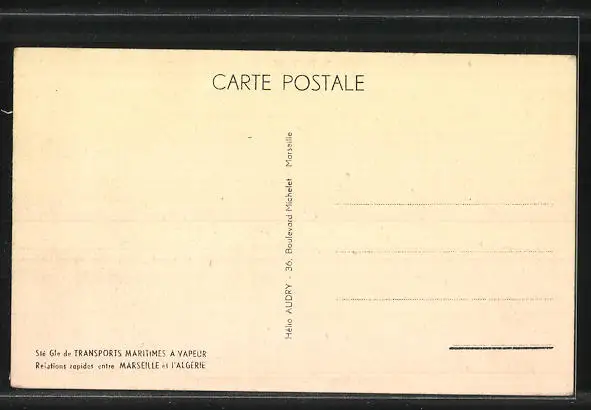 CARTE POSTALE
Hélio AUDRY - 36, Boulevard Michelet - Marseille
Sté Gle de TRANSPORTS MARITIMES A VAPEUR
Relations rapides entre MARSEILLE et l'ALGÉRIE